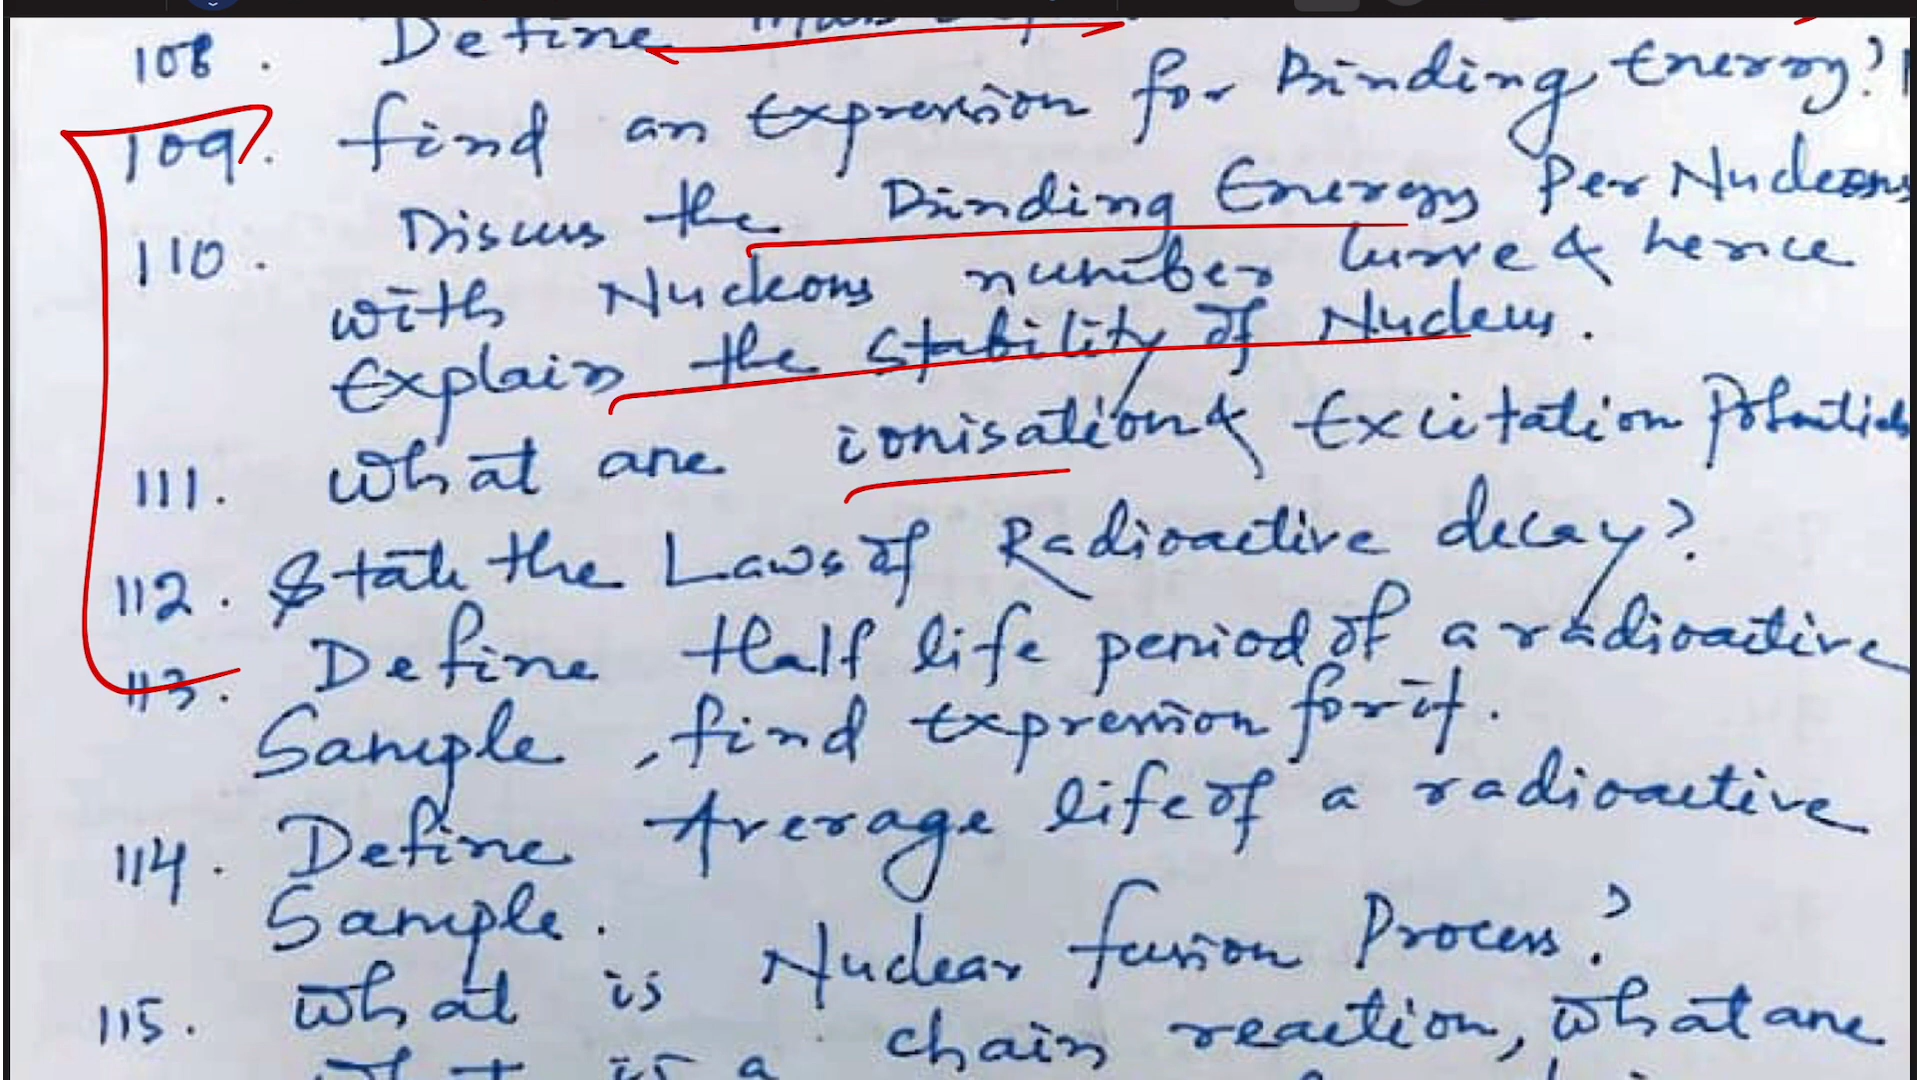 108. Define
109. find an Expression for Binding Energy?
110. Discuss the Binding Energy Per Nucleons
with Nucleons number Curve & hence
Explain the Stability of Nucleus.
111. What are ionisation & Excitation Potentials
112. State the Laws of Radioactive decay?
113. Define Half life period of a radioactive
Sample, find expression for it.
114. Define Average life of a radioactive
Sample.
115. What is Nuclear fusion Process?
chain reaction, What are